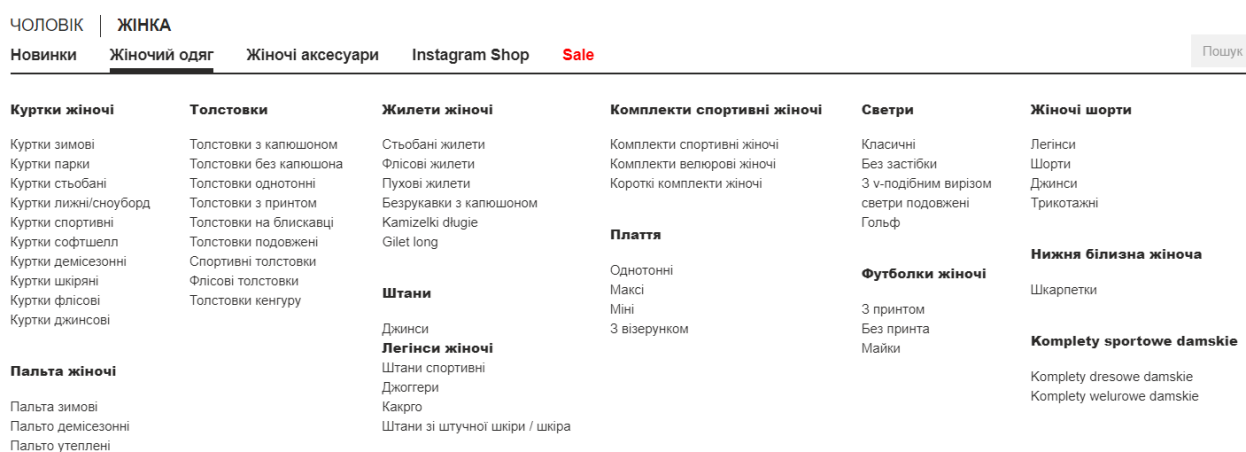 ЧОЛОВІК
ЖІНКА
Новинки
Жіночий одяг
Жіночі аксесуари
Instagram Shop
Sale
Пошук
Куртки жіночі
Куртки зимові
Куртки парки
Куртки стьобані
Куртки лижні/сноуборд
Куртки спортивні
Куртки софтшелл
Куртки демісезонні
Куртки шкіряні
Куртки флісові
Куртки джинсові
Пальта жіночі
Пальта зимові
Пальто демісезонні
Пальто утеплені
Толстовки
Толстовки з капюшоном
Толстовки без капюшона
Толстовки однотонні
Толстовки з принтом
Толстовки на блискавці
Толстовки подовжені
Спортивні толстовки
Флісові толстовки
Толстовки кенгуру
Жилети жіночі
Стьобані жилети
Флісові жилети
Пухові жилети
Безрукавки з капюшоном
Kamizelki długie
Gilet long
Штани
Джинси
Легінси жіночі
Штани спортивні
Джоггери
Какрго
Штани зі штучної шкіри / шкіра
Комплекти спортивні жіночі
Комплекти спортивні жіночі
Комплекти велюрові жіночі
Короткі комплекти жіночі
Плаття
Однотонні
Максі
Міні
З візерунком
Светри
Класичні
Без застібки
З v-подібним вирізом
светри подовжені
Гольф
Футболки жіночі
З принтом
Без принта
Майки
Жіночі шорти
Легінси
Шорти
Джинси
Трикотажні
Нижня білизна жіноча
Шкарпетки
Komplety sportowe damskie
Komplety dresowe damskie
Komplety welurowe damskie